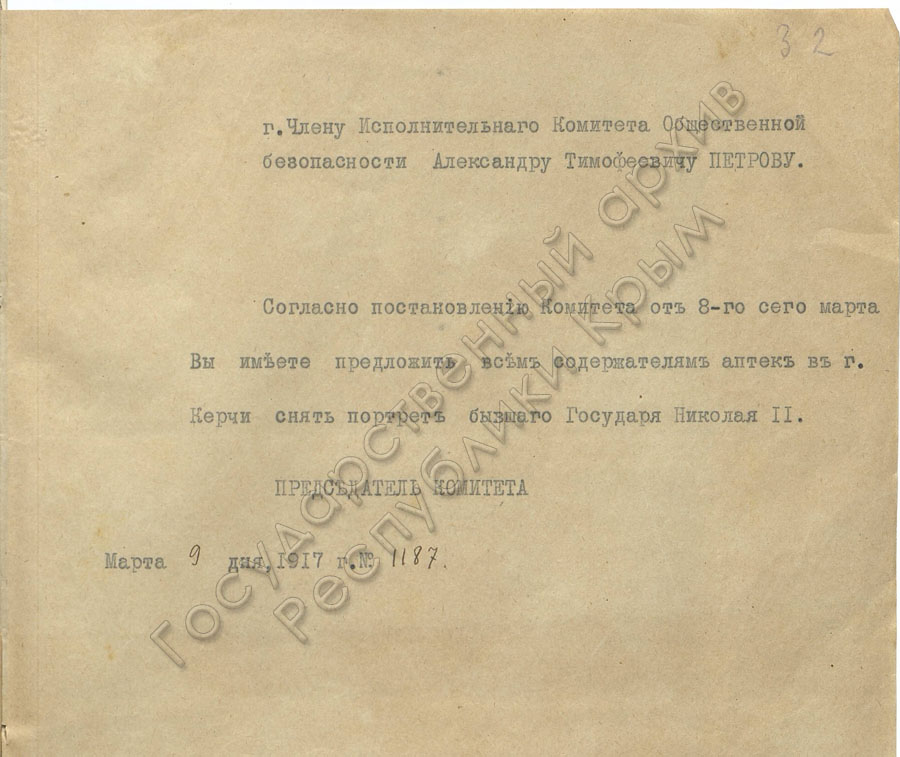 32
г.Члену Исполнительнаго Комитета Общественной
безопасности Александру Тимофеевичу ПЕТРОВУ.
Согласно постановленію Комитета отъ 8-го сего марта
Вы имѣете предложить всѣмъ содержателямъ аптекъ въ г.
Керчи снять портретъ бывшаго Государя Николая II.
ПРЕДСѢДАТЕЛЬ КОМИТЕТА
Марта 9 дня,1917 г.№ 1187.
Государственный архив
Республики Крым